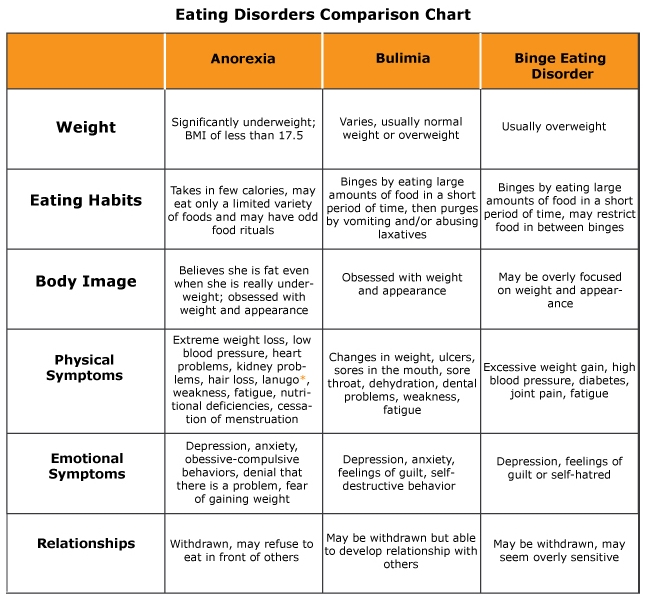 Eating Disorders Comparison Chart
Anorexia
Bulimia
Binge Eating
Disorder
Weight
Significantly underweight;
BMI of less than 17.5
Varies, usually normal
weight or overweight
Usually overweight
Eating Habits
Takes in few calories, may
eat only a limited variety
of foods and may have odd
food rituals
Binges by eating large
amounts of food in a short
period of time, then purges
by vomiting and/or abusing
laxatives
Binges by eating large
amounts of food in a short
period of time, may restrict
food in between binges
Body Image
Believes she is fat even
when she is really under-
weight; obsessed with
weight and appearance
Obsessed with weight
and appearance
May be overly focused
on weight and appear-
ance
Physical
Symptoms
Extreme weight loss, low
blood pressure, heart
problems, kidney prob-
lems, hair loss, lanugo*,
weakness, fatigue, nutri-
tional deficiencies, cessa-
tion of menstruation
Changes in weight, ulcers,
sores in the mouth, sore
throat, dehydration, dental
problems, weakness,
fatigue
Excessive weight gain, high
blood pressure, diabetes,
joint pain, fatigue
Emotional
Symptoms
Depression, anxiety,
obessive-compulsive
behaviors, denial that
there is a problem, fear
of gaining weight
Depression, anxiety,
feelings of guilt, self-
destructive behavior
Depression, feelings of
guilt or self-hatred
Relationships
Withdrawn, may refuse to
eat in front of others
May be withdrawn but able
to develop relationship with
others
May be withdrawn, may
seem overly sensitive